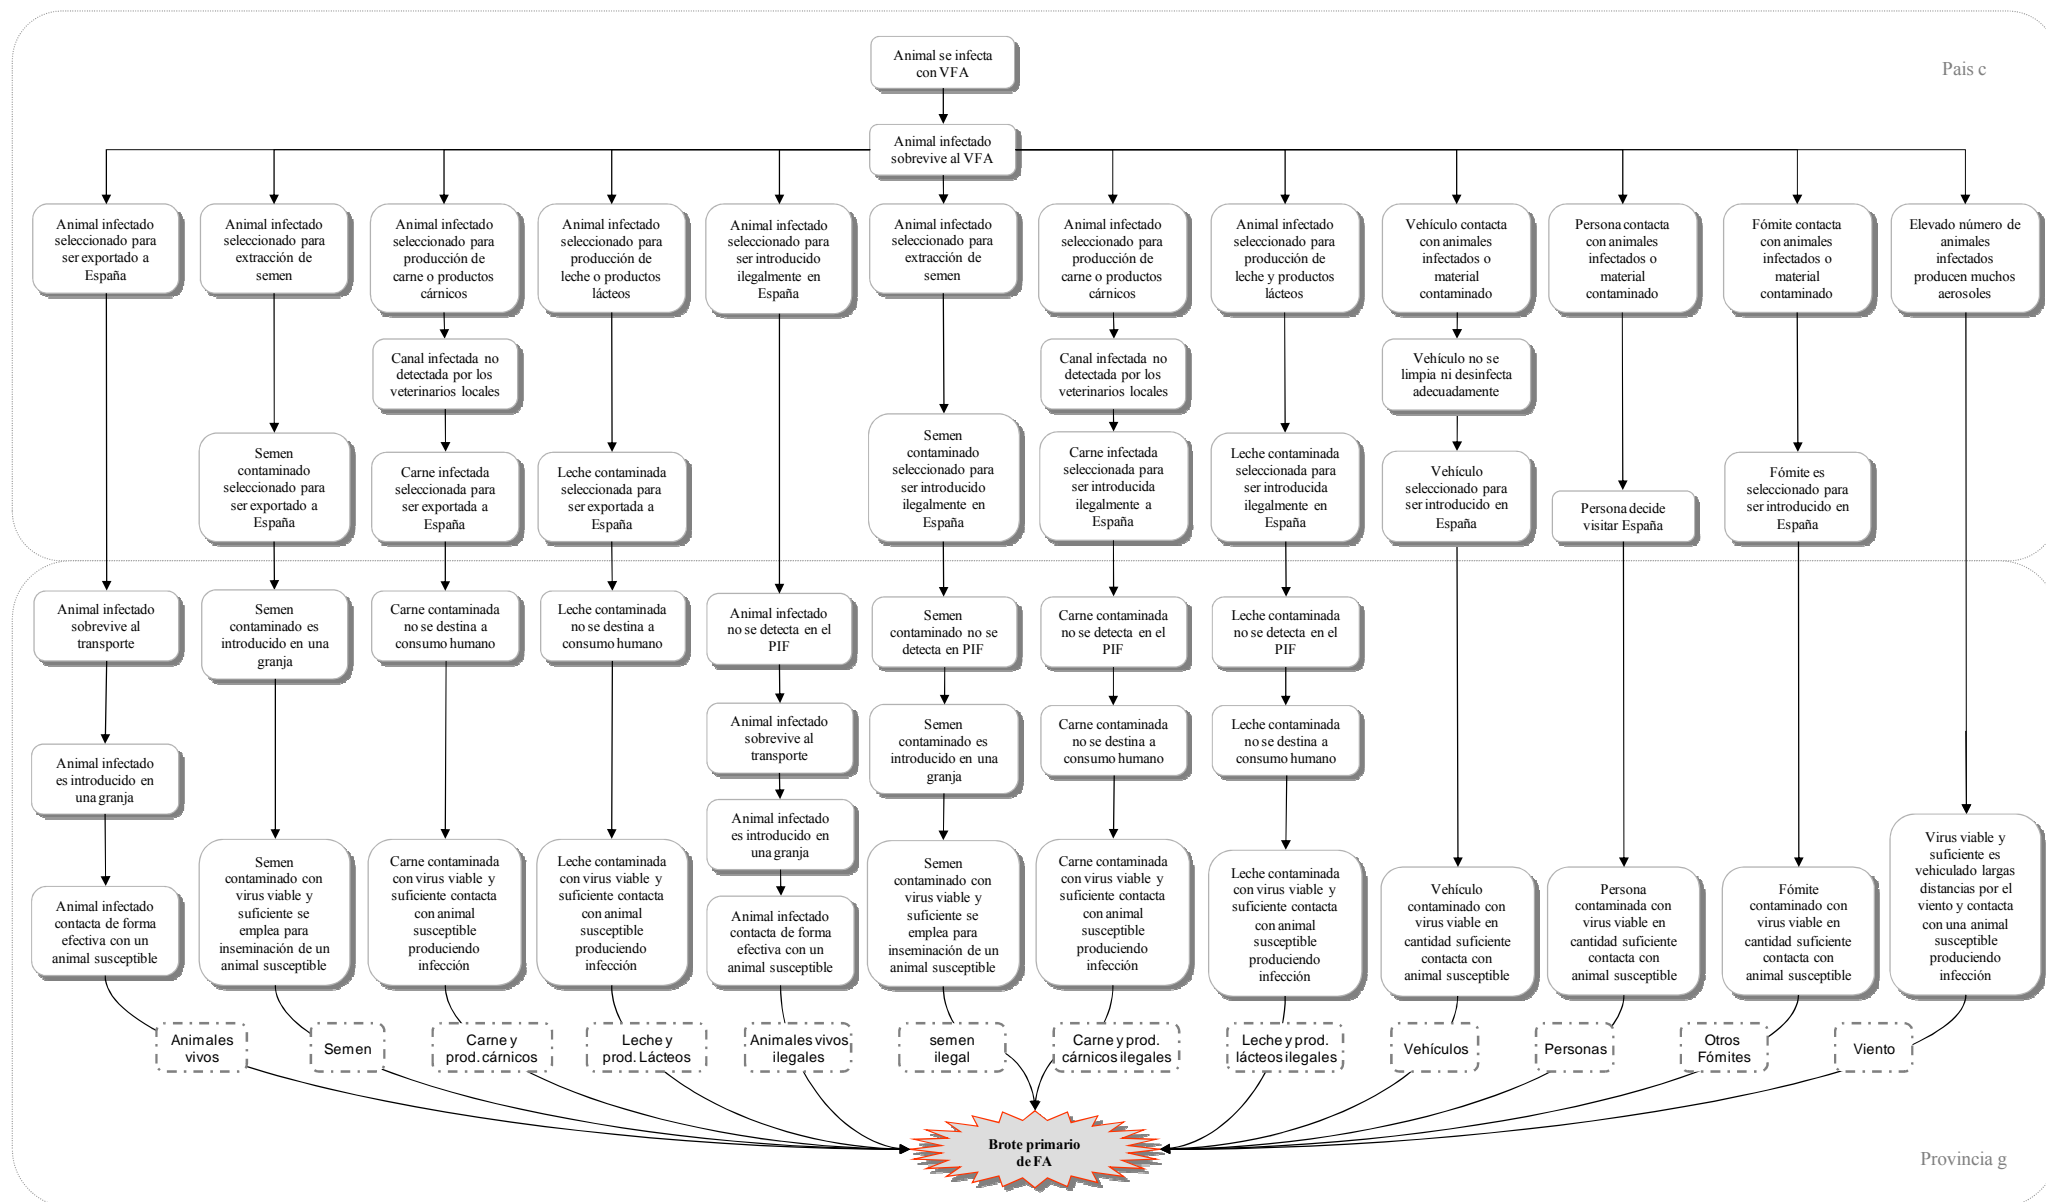 Animal se infecta
con VFA
Pais c
Animal infectado
sobrevive al VFA
Animal infectado
seleccionado para
ser exportado a
España
Animal infectado
seleccionado para
extracción de
semen
Animal infectado
seleccionado para
producción de
carne o productos
cárnicos
Animal infectado
seleccionado para
producción de
leche o productos
lácteos
Animal infectado
seleccionado para
ser introducido
ilegalmente en
España
Animal infectado
seleccionado para
extracción de
semen
Animal infectado
seleccionado para
producción de
carne o productos
cárnicos
Animal infectado
seleccionado para
producción de
leche y productos
lácteos
Vehículo contacta
con animales
infectados o
material
contaminado
Persona contacta
con animales
infectados o
material
contaminado
Fómite contacta
con animales
infectados o
material
contaminado
Elevado número de
animales
infectados
producen muchos
aerosoles
Canal infectada no
detectada por los
veterinarios locales
Canal infectada no
detectada por los
veterinarios locales
Vehículo no se
limpia ni desinfecta
adecuadamente
Semen
contaminado
seleccionado para
ser exportado a
España
Carne infectada
seleccionada para
ser exportada a
España
Leche contaminada
seleccionada para
ser exportada a
España
Semen
contaminado
seleccionado para
ser introducido
ilegalmente en
España
Carne infectada
seleccionada para
ser introducida
ilegalmente a
España
Leche contaminada
seleccionada para
ser introducida
ilegalmente en
España
Vehículo
seleccionado para
ser introducido en
España
Persona decide
visitar España
Fómite es
seleccionado para
ser introducido en
España
Animal infectado
sobrevive al
transporte
Semen
contaminado es
introducido en una
granja
Carne contaminada
no se destina a
consumo humano
Leche contaminada
no se destina a
consumo humano
Animal infectado
no se detecta en el
PIF
Semen
contaminado no se
detecta en PIF
Carne contaminada
no se detecta en el
PIF
Leche contaminada
no se detecta en el
PIF
Animal infectado
sobrevive al
transporte
Semen
contaminado es
introducido en una
granja
Carne contaminada
no se destina a
consumo humano
Leche contaminada
no se destina a
consumo humano
Animal infectado
es introducido en
una granja
Animal infectado
es introducido en
una granja
Animal infectado
contacta de forma
efectiva con un
animal susceptible
Semen
contaminado con
virus viable y
suficiente se
emplea para
inseminación de un
animal susceptible
Carne contaminada
con virus viable y
suficiente contacta
con animal
susceptible
produciendo
infección
Leche contaminada
con virus viable y
suficiente contacta
con animal
susceptible
produciendo
infección
Animal infectado
contacta de forma
efectiva con un
animal susceptible
Semen
contaminado con
virus viable y
suficiente se
emplea para
inseminación de un
animal susceptible
Carne contaminada
con virus viable y
suficiente contacta
con animal
susceptible
produciendo
infección
Leche contaminada
con virus viable y
suficiente contacta
con animal
susceptible
produciendo
infección
Vehículo
contaminado con
virus viable en
cantidad suficiente
contacta con
animal susceptible
Persona
contaminada con
virus viable en
cantidad suficiente
contacta con
animal susceptible
Fómite
contaminado con
virus viable en
cantidad suficiente
contacta con
animal susceptible
Virus viable y
suficiente es
vehiculado largas
distancias por el
viento y contacta
con una animal
susceptible
produciendo
infección
Animales
vivos
Semen
Carne y
prod. cárnicos
Leche y
prod. Lácteos
Animales vivos
ilegales
semen
ilegal
Carne y prod.
cárnicos ilegales
Leche y prod.
lácteos ilegales
Vehículos
Personas
Otros
Fómites
Viento
Brote primario
de FA
Provincia g